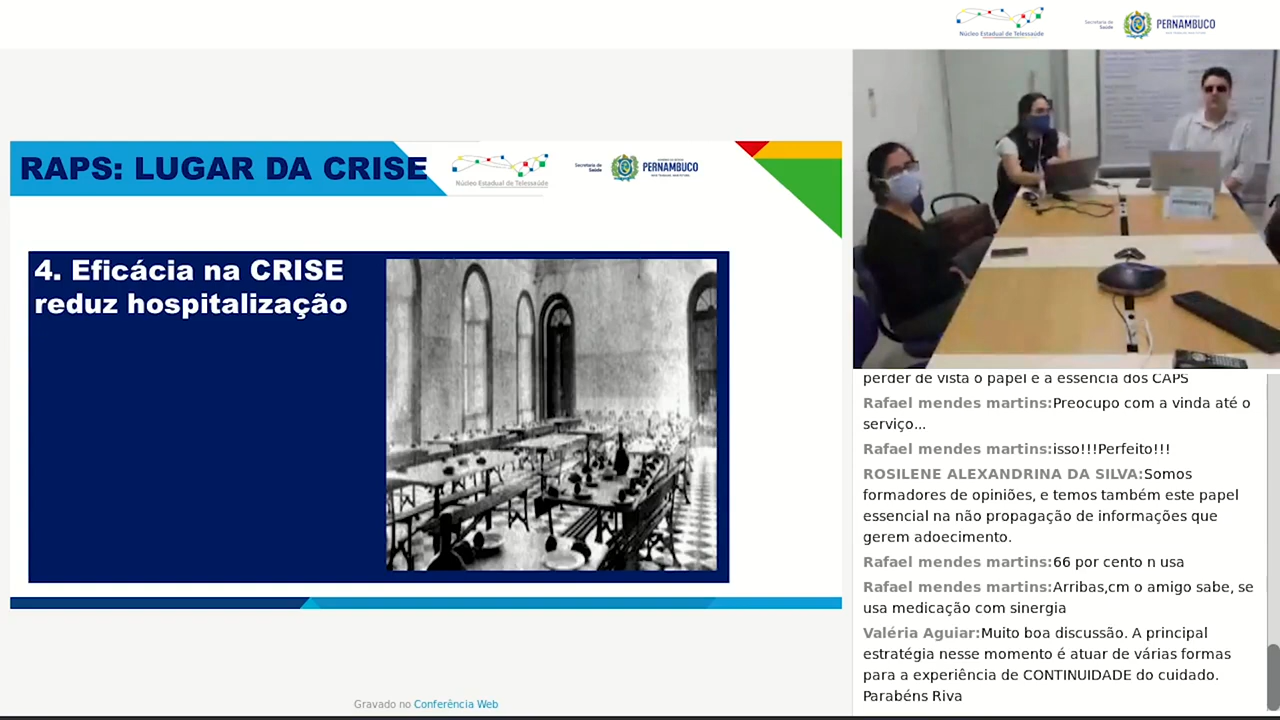 Núcleo Estadual de Telessaúde
Secretaria de
Saúde
PERNAMBUCO
RAPS: LUGAR DA CRISE
Núcleo Estadual de Telessaúde
Secretaria de
Saúde
PERNAMBUCO
4. Eficácia na CRISE
reduz hospitalização
perder de vista o papel e a essencia dos CAPS
Rafael mendes martins:Preocupo com a vinda até o
serviço...
Rafael mendes martins:isso!!!Perfeito!!!
ROSILENE ALEXANDRINA DA SILVA:Somos
formadores de opiniões, e temos também este papel
essencial na não propagação de informações que
gerem adoecimento.
Rafael mendes martins:66 por cento n usa
Rafael mendes martins:Arribas,cm o amigo sabe, se
usa medicação com sinergia
Valéria Aguiar:Muito boa discussão. A principal
estratégia nesse momento é atuar de várias formas
para a experiência de CONTINUIDADE do cuidado.
Parabéns Riva
Gravado no Conferência Web